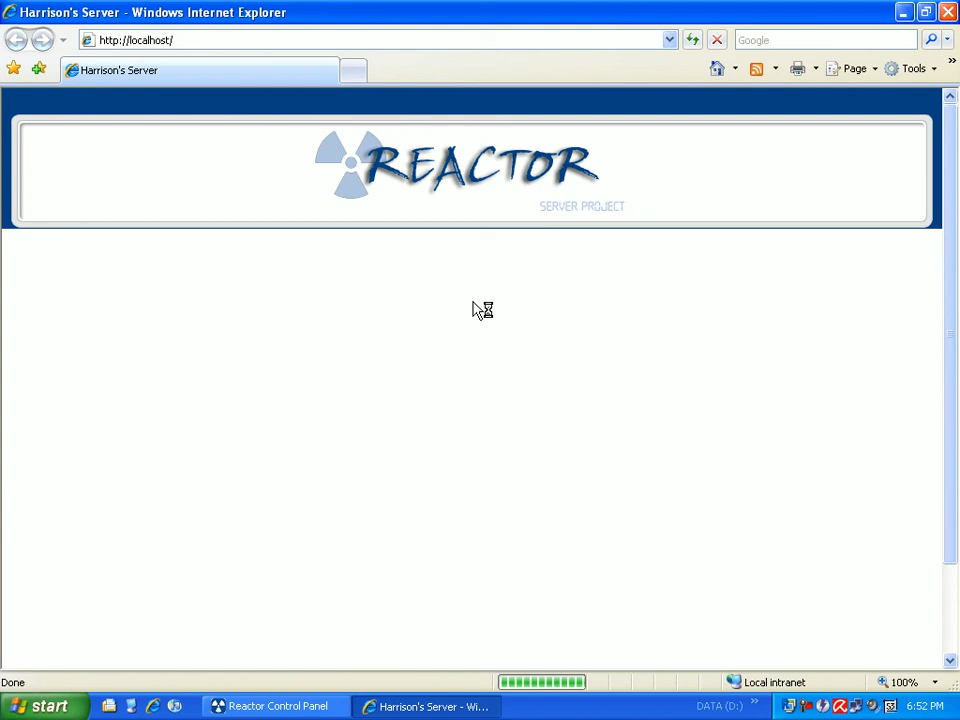 Harrison's Server - Windows Internet Explorer
http://localhost/
Google
Harrison's Server
Page
Tools
»
REACTOR
SERVER PROJECT
Done
Local intranet
100%
start
Reactor Control Panel
Harrison's Server - Wi...
DATA (D:)
»
6:52 PM